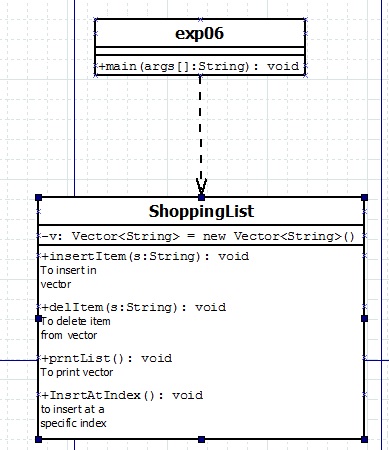 exp06
+main(args[]:String): void
ShoppingList
-v: Vector<String> = new Vector<String>()
+insertItem(s:String): void
To insert in
vector
+delItem(s:String): void
To delete item
from vector
+prntList(): void
To print vector
+InsrtAtIndex(): void
to insert at a
specific index